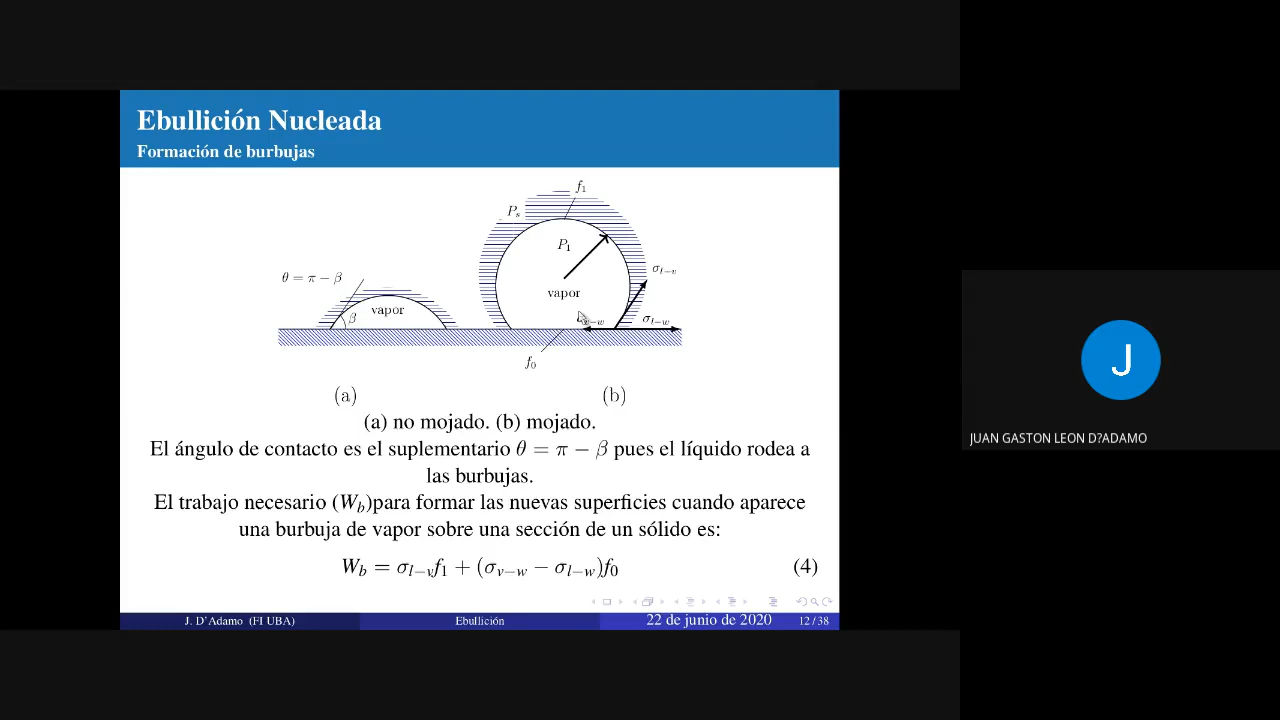 Ebullición Nucleada
Formación de burbujas
f₁
Pₛ
P₁
θ = π − β
σₗ₋ᵥ
vapor
vapor
β
σₗ₋w
f₀
(a) (b)
(a) no mojado. (b) mojado.
El ángulo de contacto es el suplementario θ = π − β pues el líquido rodea a
las burbujas.
El trabajo necesario (W_b)para formar las nuevas superficies cuando aparece
una burbuja de vapor sobre una sección de un sólido es:
W_b = σ_{l−v}f₁ + (σ_{v−w} − σ_{l−w})f₀ (4)
J. D'Adamo (FI UBA) Ebullición 22 de junio de 2020 12 / 38
J
JUAN GASTON LEON D?ADAMO